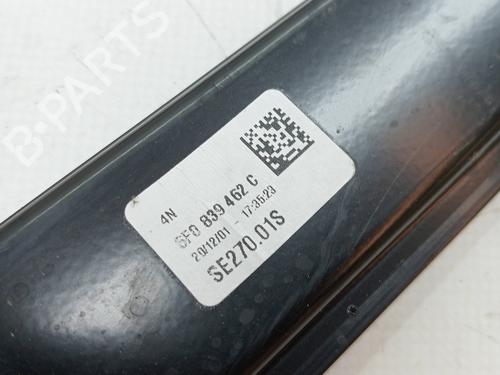 B-PARTS
4N
6F0 839 462 C
20/12/01 - 17:35:23
SE270.01S